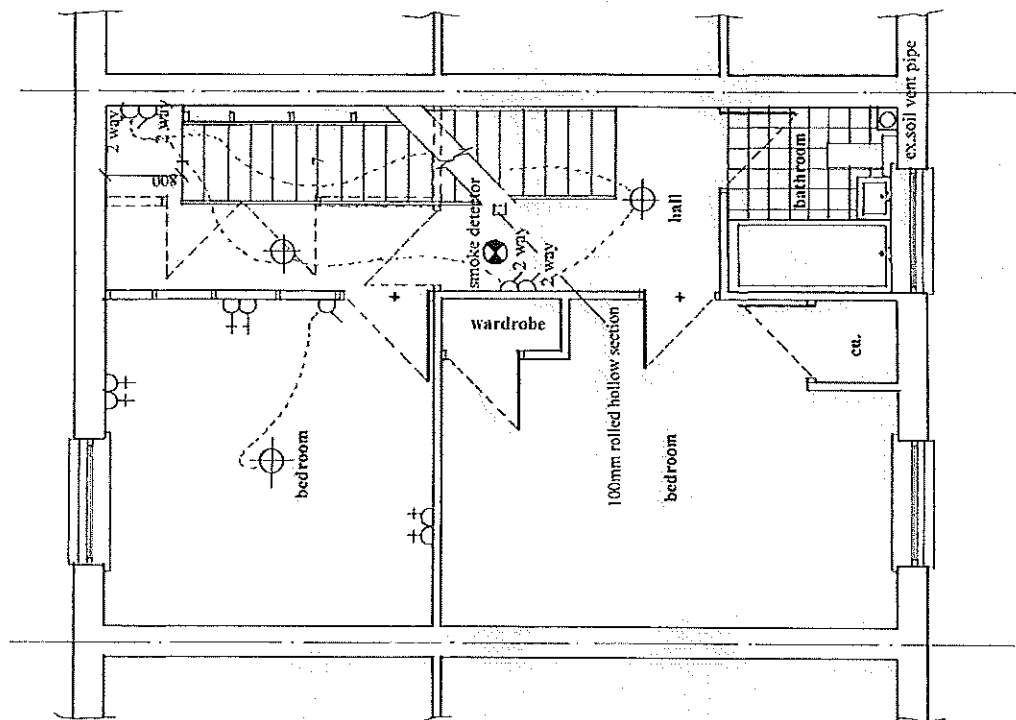 2 way
2 way
800
smoke detector
2 way
2 way
hall
bathroom
ex.soil vent pipe
wardrobe
100mm rolled hollow section
cu.
bedroom
bedroom